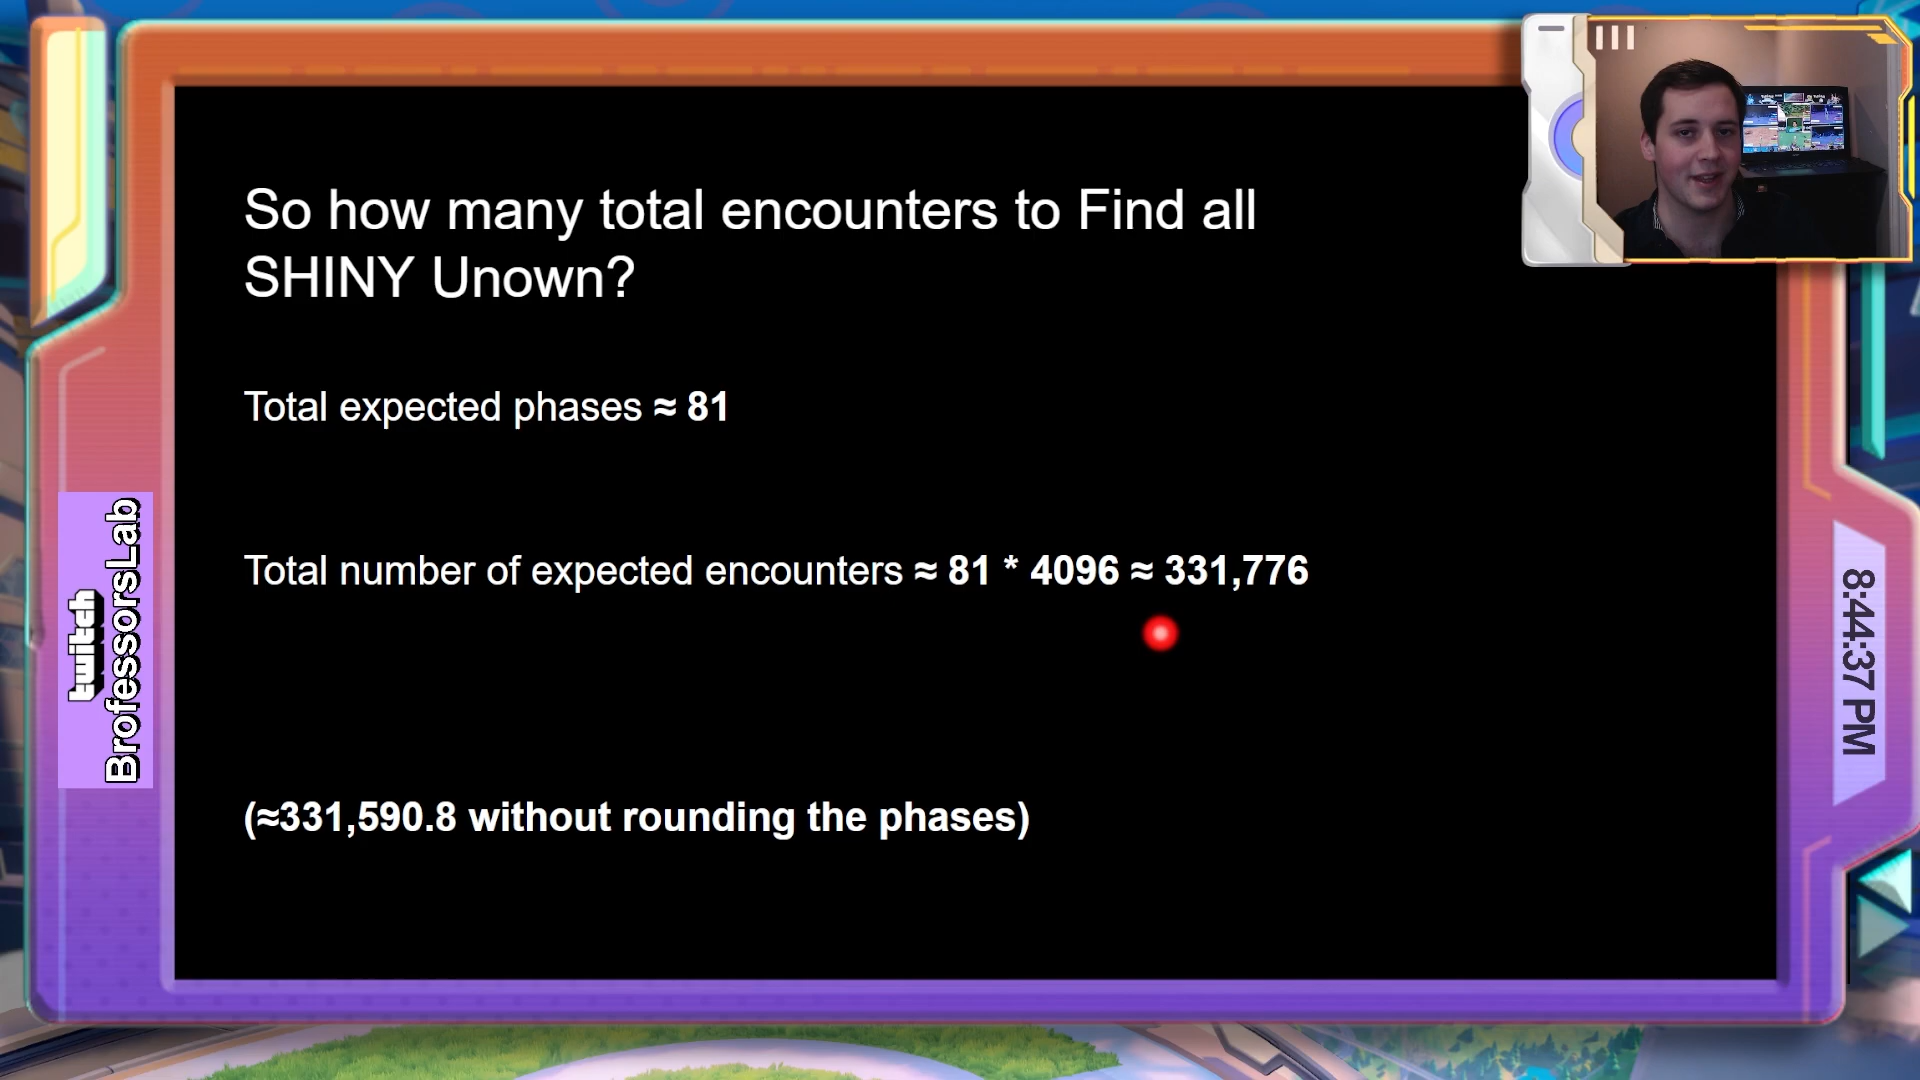 So how many total encounters to Find all
SHINY Unown?
Total expected phases ≈ 81
Total number of expected encounters ≈ 81 * 4096 ≈ 331,776
(≈331,590.8 without rounding the phases)
twitch
BrofessorsLab
8:44:37 PM